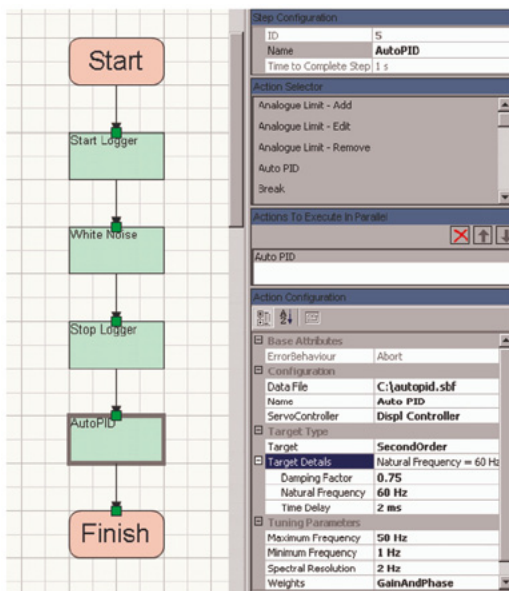 Start
Start Logger
White Noise
Stop Logger
AutoPID
Finish
Step Configuration
ID 5
Name AutoPID
Time to Complete Step 1 s
Action Selector
Analogue Limit - Add
Analogue Limit - Edit
Analogue Limit - Remove
Auto PID
Break
Actions To Execute In Parallel
Auto PID
Action Configuration
Base Attributes
ErrorBehaviour Abort
Configuration
Data File C:\autopid.sbf
Name Auto PID
ServoController Displ Controller
Target Type
Target SecondOrder
Target Details Natural Frequency = 60 Hz
Damping Factor 0.75
Natural Frequency 60 Hz
Time Delay 2 ms
Tuning Parameters
Maximum Frequency 50 Hz
Minimum Frequency 1 Hz
Spectral Resolution 2 Hz
Weights GainAndPhase